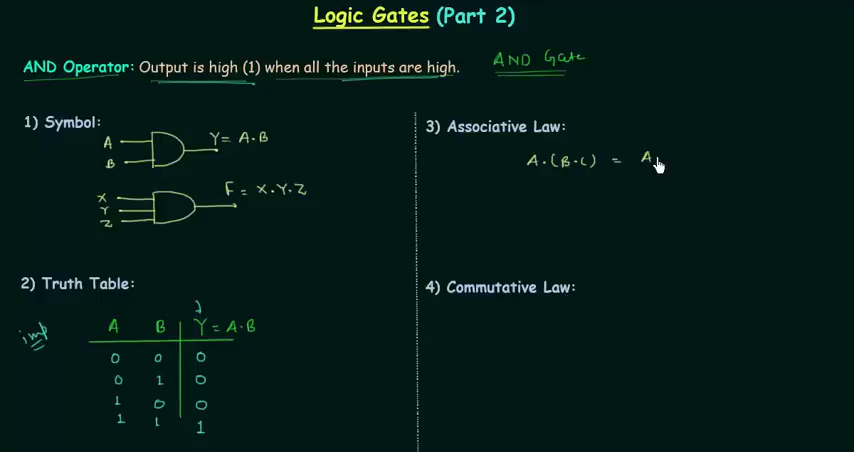 Logic Gates (Part 2)
AND Operator: Output is high (1) when all the inputs are high.
AND Gate
1) Symbol:
A
B
Y = A·B
X
Y
Z
F = X·Y·Z
2) Truth Table:
imp
A B Y = A·B
0 0 0
0 1 0
1 0 0
1 1 1
3) Associative Law:
A·(B·C) = A
4) Commutative Law: